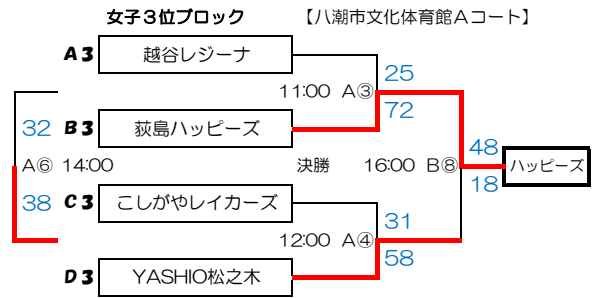 女子３位ブロック 【八潮市文化体育館Ａコート】
A3 越谷レジーナ
25
11:00 A③
72
32 B3 荻島ハッピーズ
48
A⑥ 14:00 決勝 16:00 B⑧ ハッピーズ
18
38 C3 こしがやレイカーズ
31
12:00 A④
58
D3 YASHIO松之木